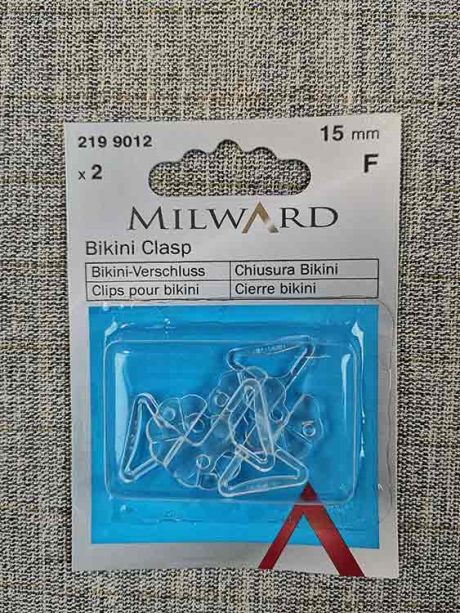 219 9012 15 mm
x 2 F
MILWARD
Bikini Clasp
Bikini-Verschluss Chiusura Bikini
Clips pour bikini Cierre bikini